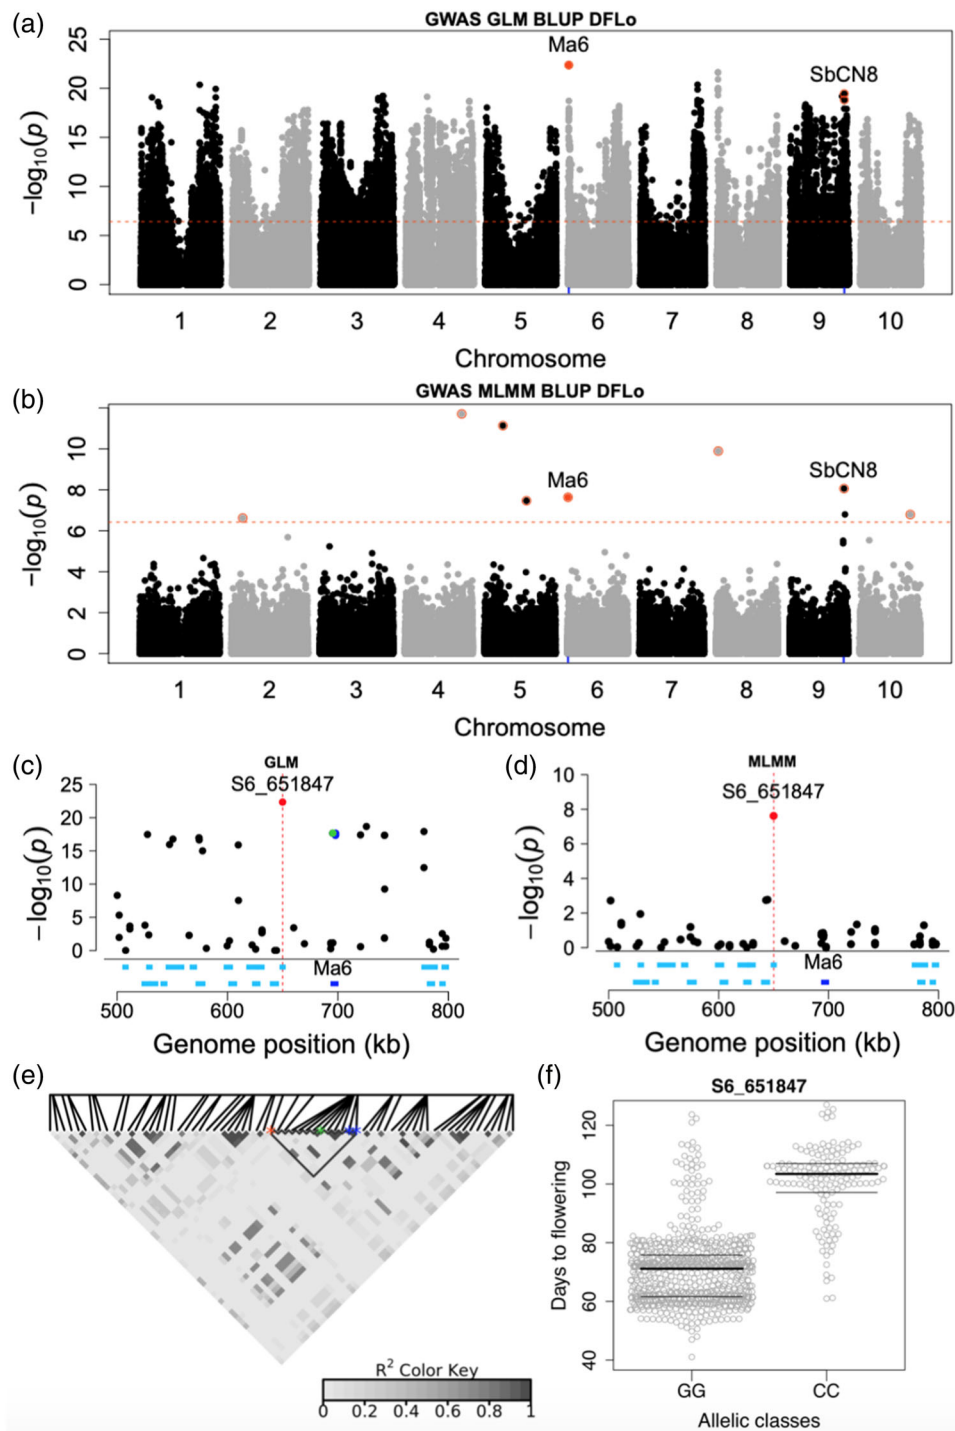 (a)
GWAS GLM BLUP DFLo
Ma6
SbCN8
25
20
15
10
5
0
−log10(p)
1 2 3 4 5 6 7 8 9 10
Chromosome
(b)
GWAS MLMM BLUP DFLo
Ma6
SbCN8
10
8
6
4
2
0
−log10(p)
1 2 3 4 5 6 7 8 9 10
Chromosome
(c)
GLM
S6_651847
25
20
15
10
5
0
−log10(p)
Ma6
500 600 700 800
Genome position (kb)
(d)
MLMM
S6_651847
10
8
6
4
2
0
−log10(p)
Ma6
500 600 700 800
Genome position (kb)
(e)
R2 Color Key
0 0.2 0.4 0.6 0.8 1
(f)
S6_651847
120
100
80
60
40
Days to flowering
GG CC
Allelic classes